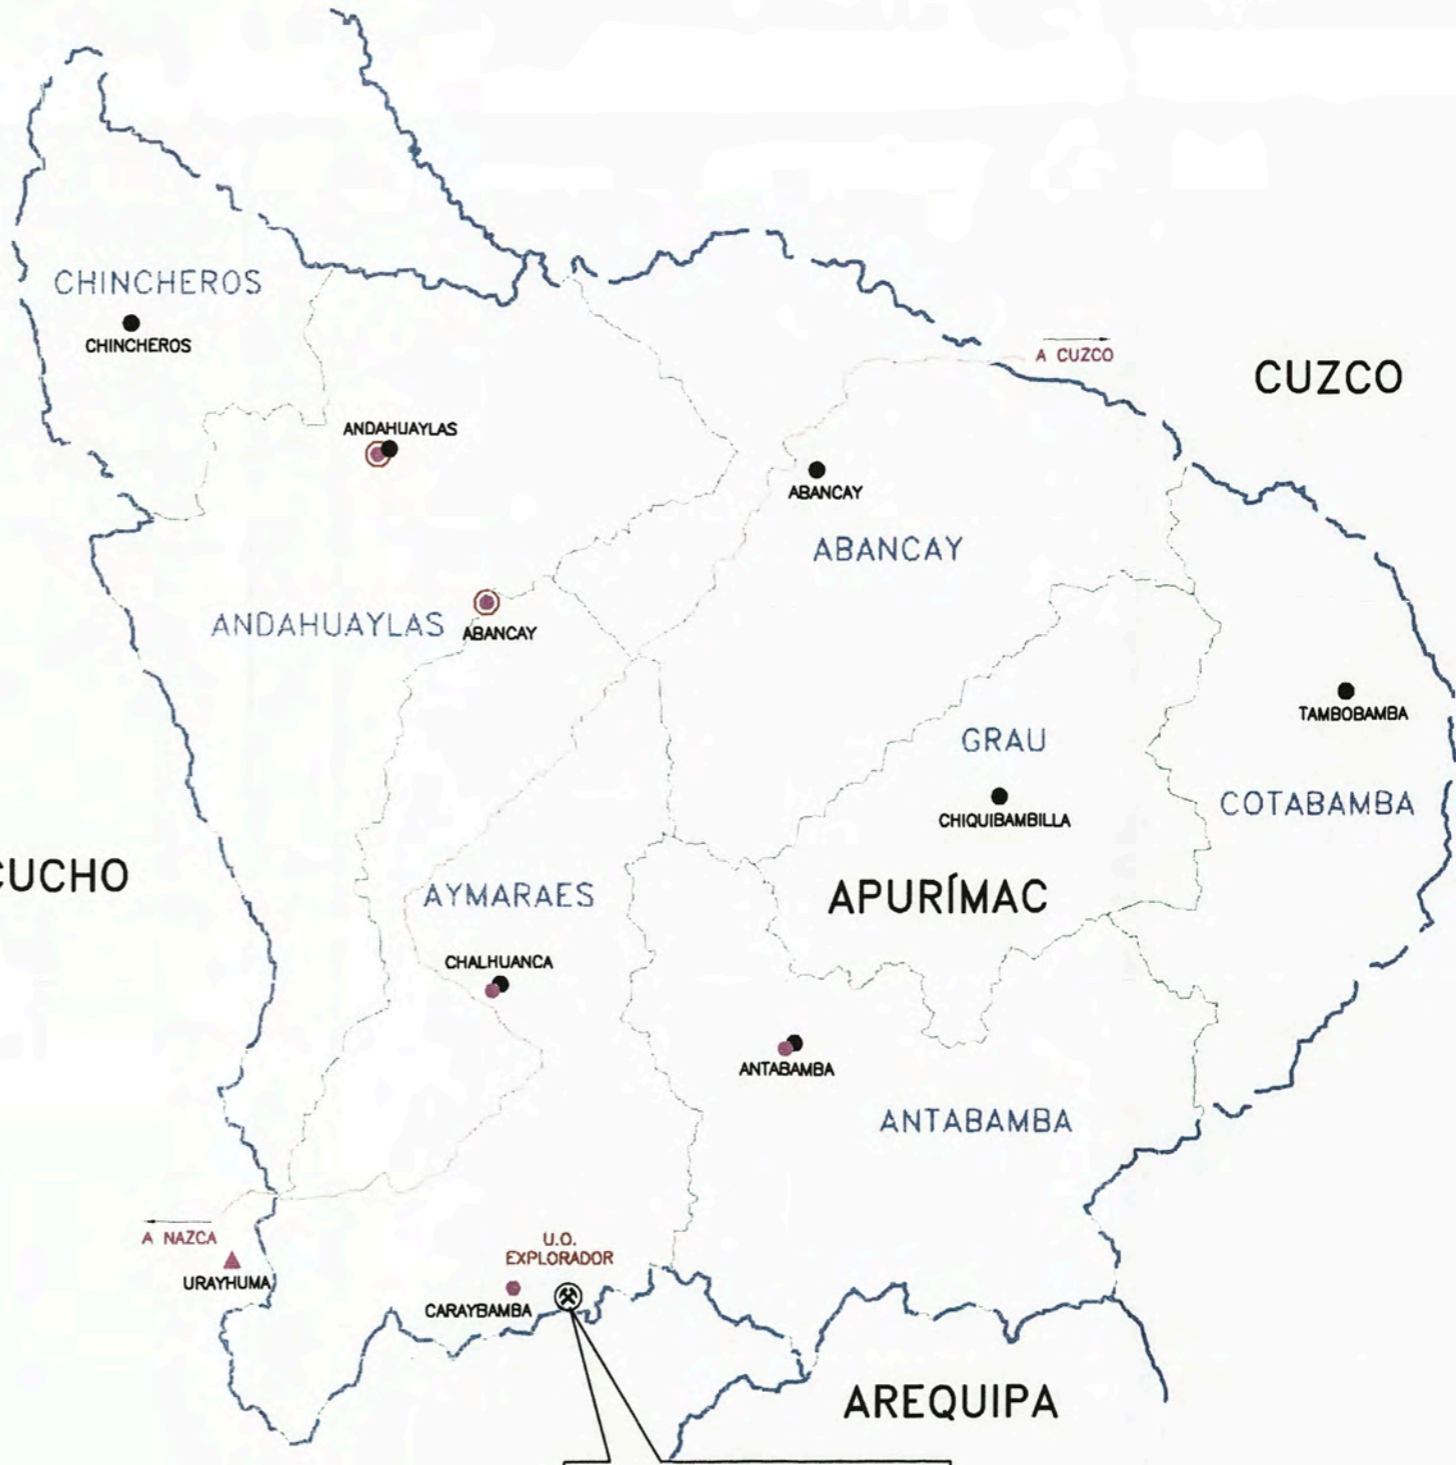 CHINCHEROS
CHINCHEROS
A CUZCO
CUZCO
ANDAHUAYLAS
ABANCAY
ABANCAY
ANDAHUAYLAS
ABANCAY
TAMBOBAMBA
GRAU
COTABAMBA
CHIQUIBAMBILLA
CUCHO
AYMARAES
APURÍMAC
CHALHUANCA
ANTABAMBA
ANTABAMBA
A NAZCA
U.O.
EXPLORADOR
URAYHUMA
CARAYBAMBA
AREQUIPA